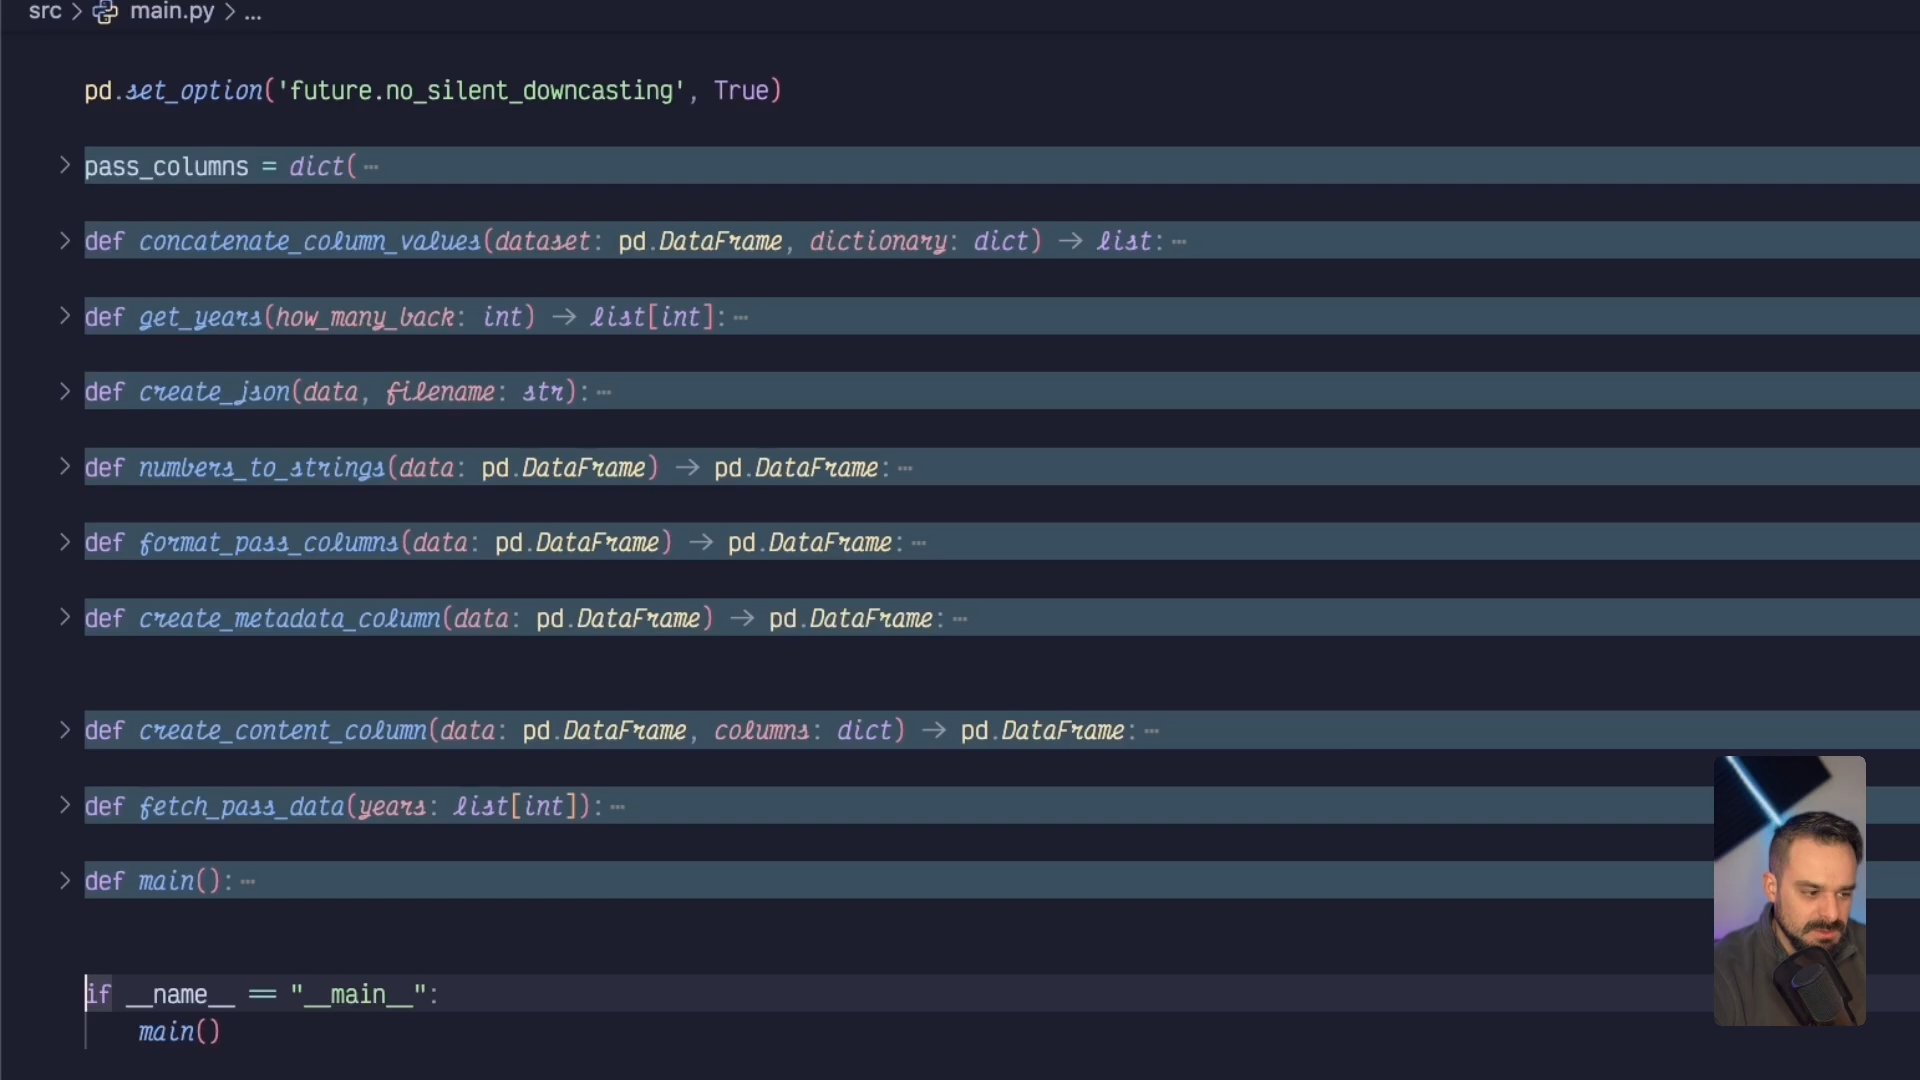 src > main.py > ...
pd.set_option('future.no_silent_downcasting', True)
pass_columns = dict( ⋯
def concatenate_column_values(dataset: pd.DataFrame, dictionary: dict) → list: ⋯
def get_years(how_many_back: int) → list[int]: ⋯
def create_json(data, filename: str): ⋯
def numbers_to_strings(data: pd.DataFrame) → pd.DataFrame: ⋯
def format_pass_columns(data: pd.DataFrame) → pd.DataFrame: ⋯
def create_metadata_column(data: pd.DataFrame) → pd.DataFrame: ⋯
def create_content_column(data: pd.DataFrame, columns: dict) → pd.DataFrame: ⋯
def fetch_pass_data(years: list[int]): ⋯
def main(): ⋯
if __name__ == "__main__":
main()